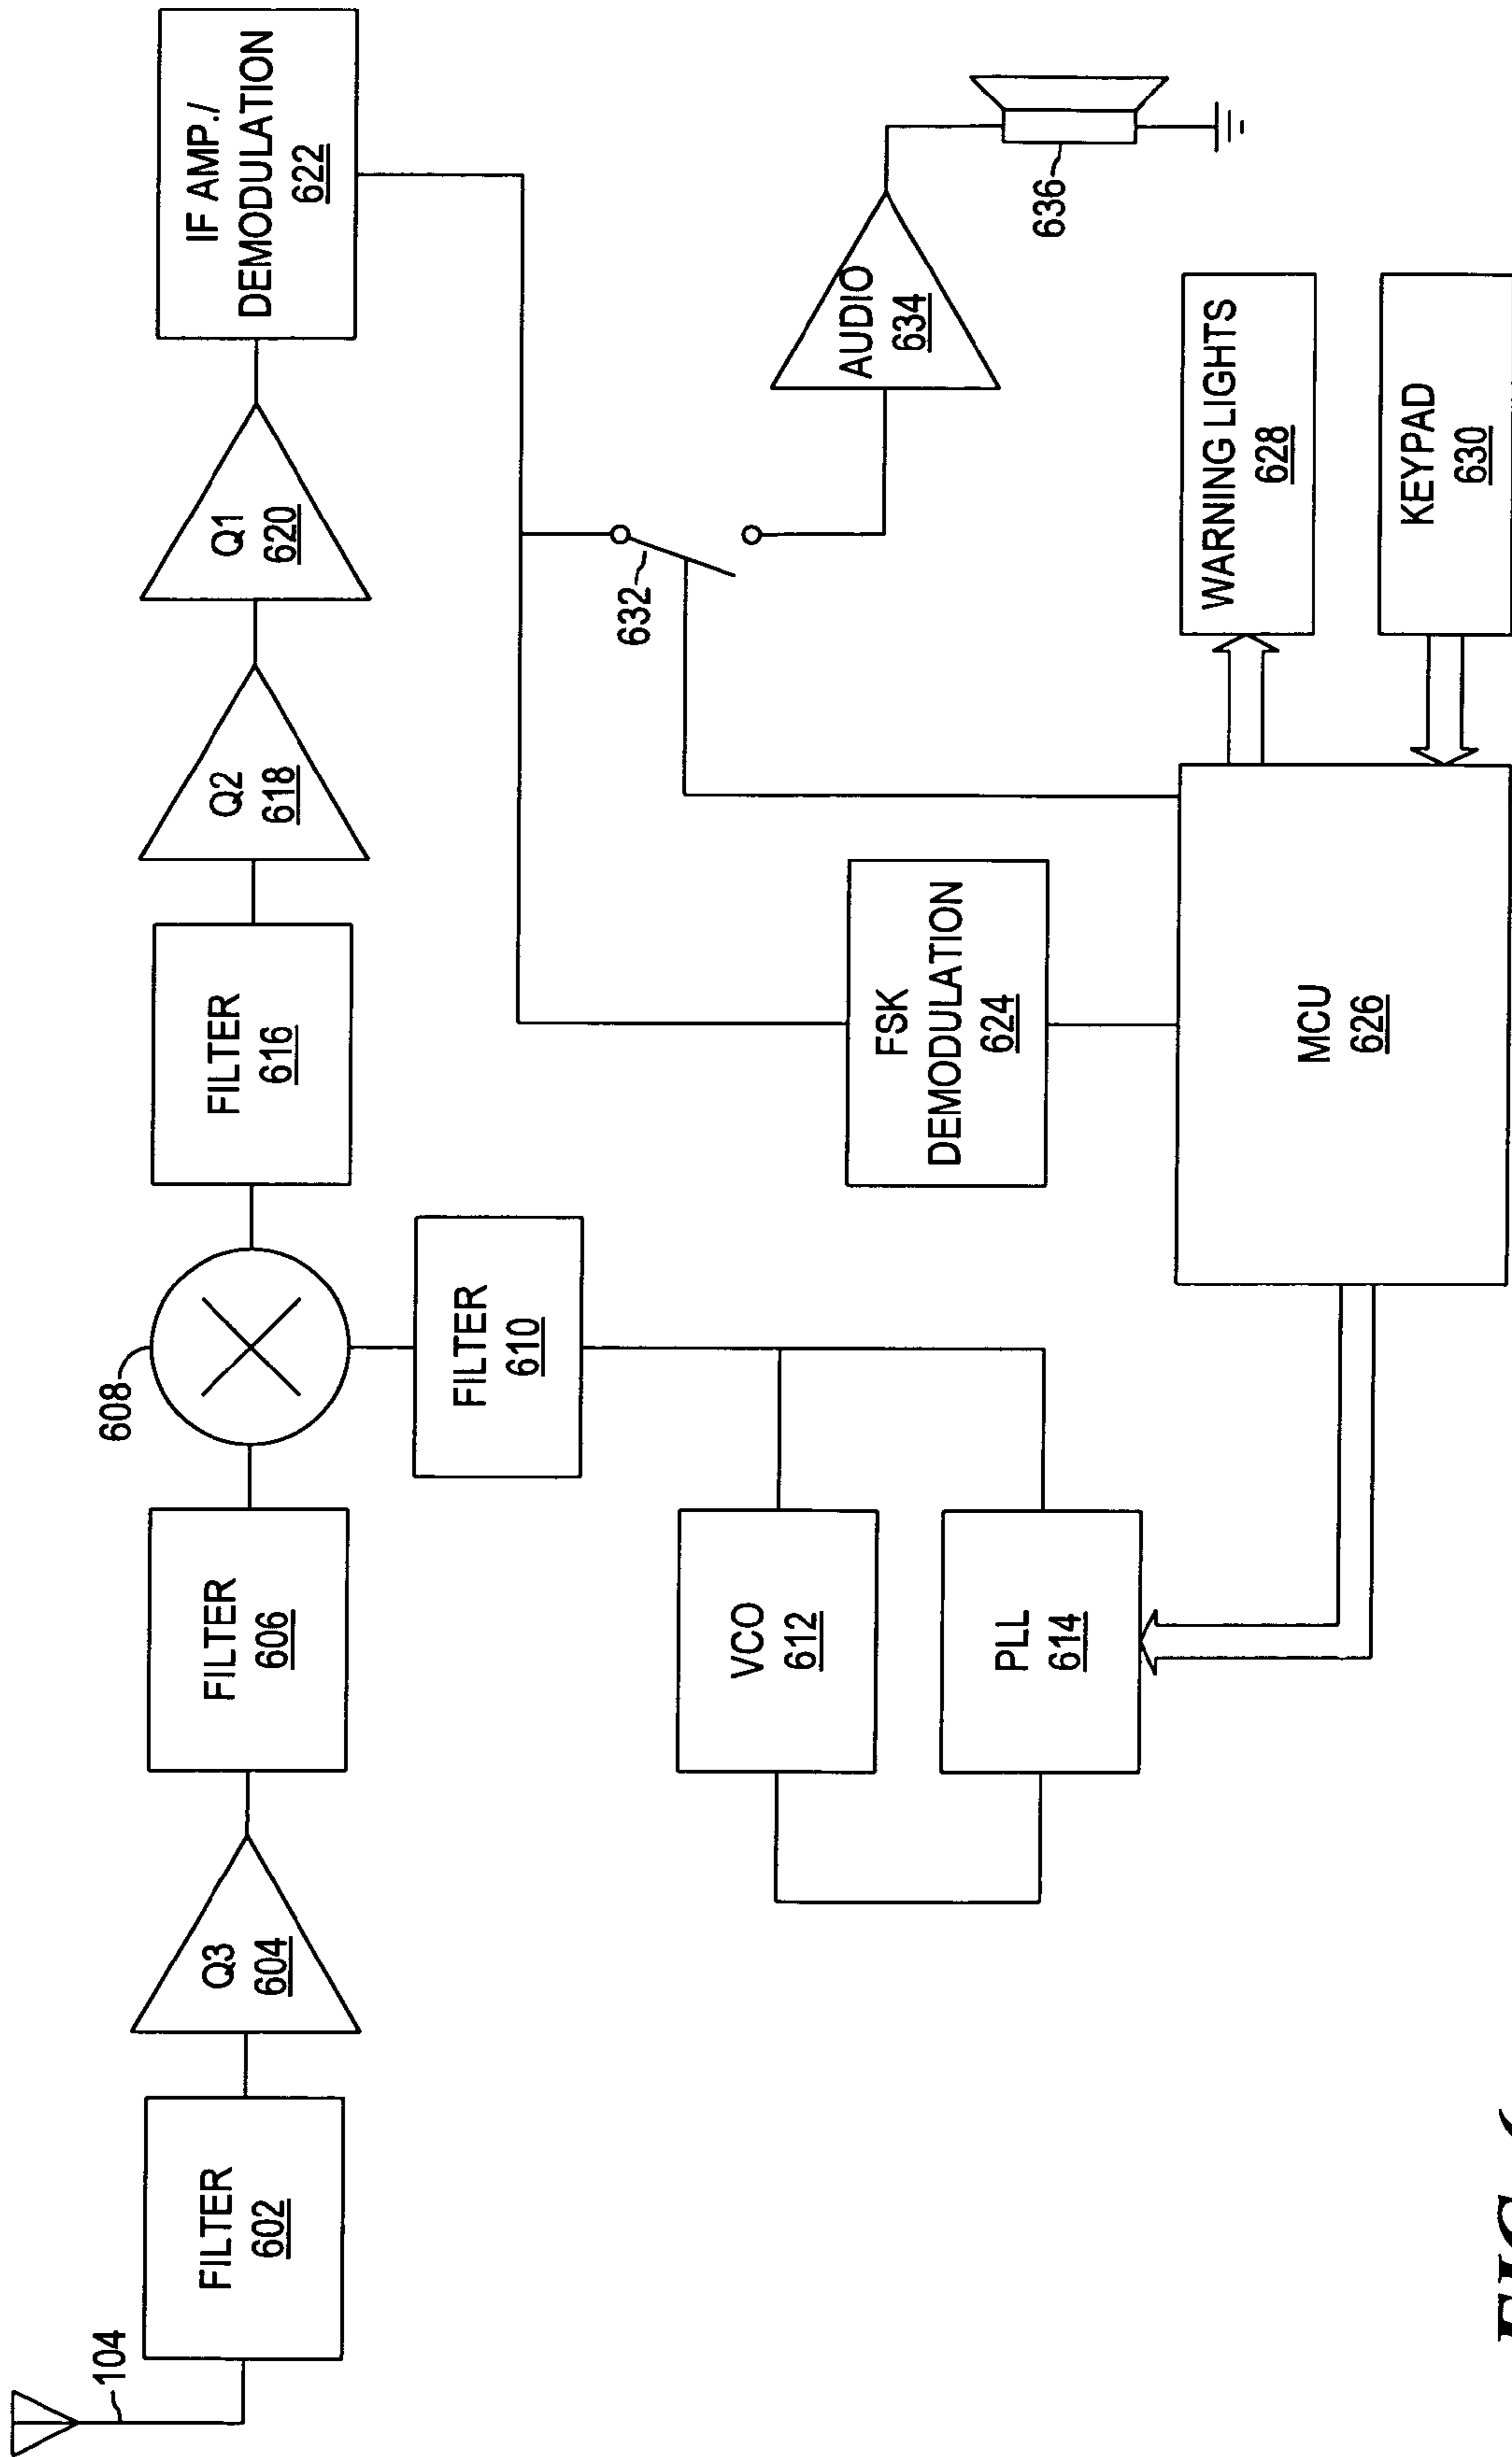 104
FILTER
602
Q3
604
FILTER
606
608
FILTER
616
Q2
618
Q1
620
IF AMP./
DEMODULATION
622
FILTER
610
VCO
612
PLL
614
FSK
DEMODULATION
624
632
AUDIO
634
636
MCU
626
WARNING LIGHTS
628
KEYPAD
630